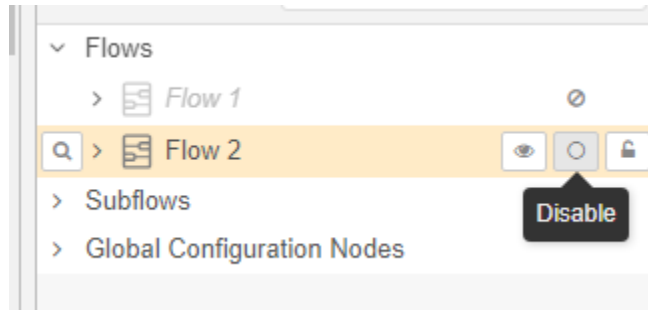 Flows
Flow 1
Flow 2
Disable
Subflows
Global Configuration Nodes